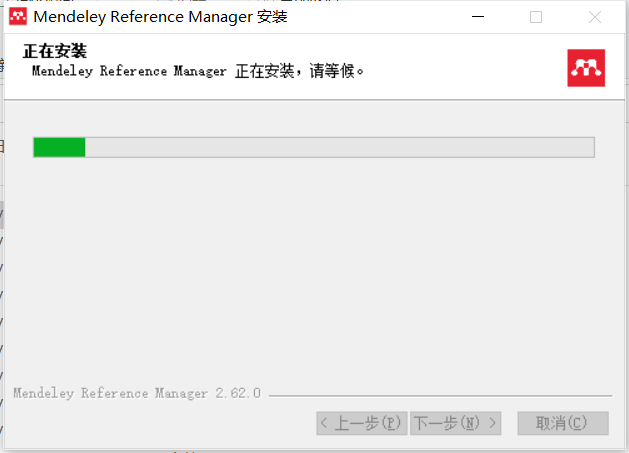 Mendeley Reference Manager 安装
正在安装
Mendeley Reference Manager 正在安装，请等候。
Mendeley Reference Manager 2.62.0
< 上一步(P) 下一步(N) > 取消(C)